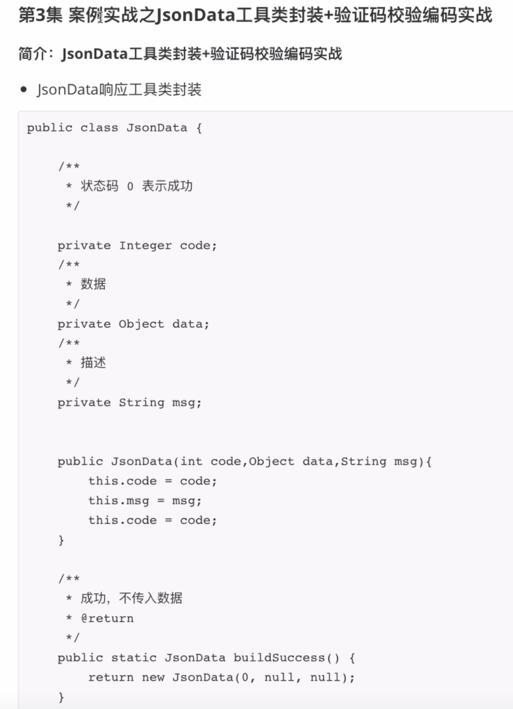 第3集 案例实战之JsonData工具类封装+验证码校验编码实战
简介：JsonData工具类封装+验证码校验编码实战
• JsonData响应工具类封装
public class JsonData {
/**
* 状态码 0 表示成功
*/
private Integer code;
/**
* 数据
*/
private Object data;
/**
* 描述
*/
private String msg;
public JsonData(int code,Object data,String msg){
this.code = code;
this.msg = msg;
this.code = code;
}
/**
* 成功，不传入数据
* @return
*/
public static JsonData buildSuccess() {
return new JsonData(0, null, null);
}